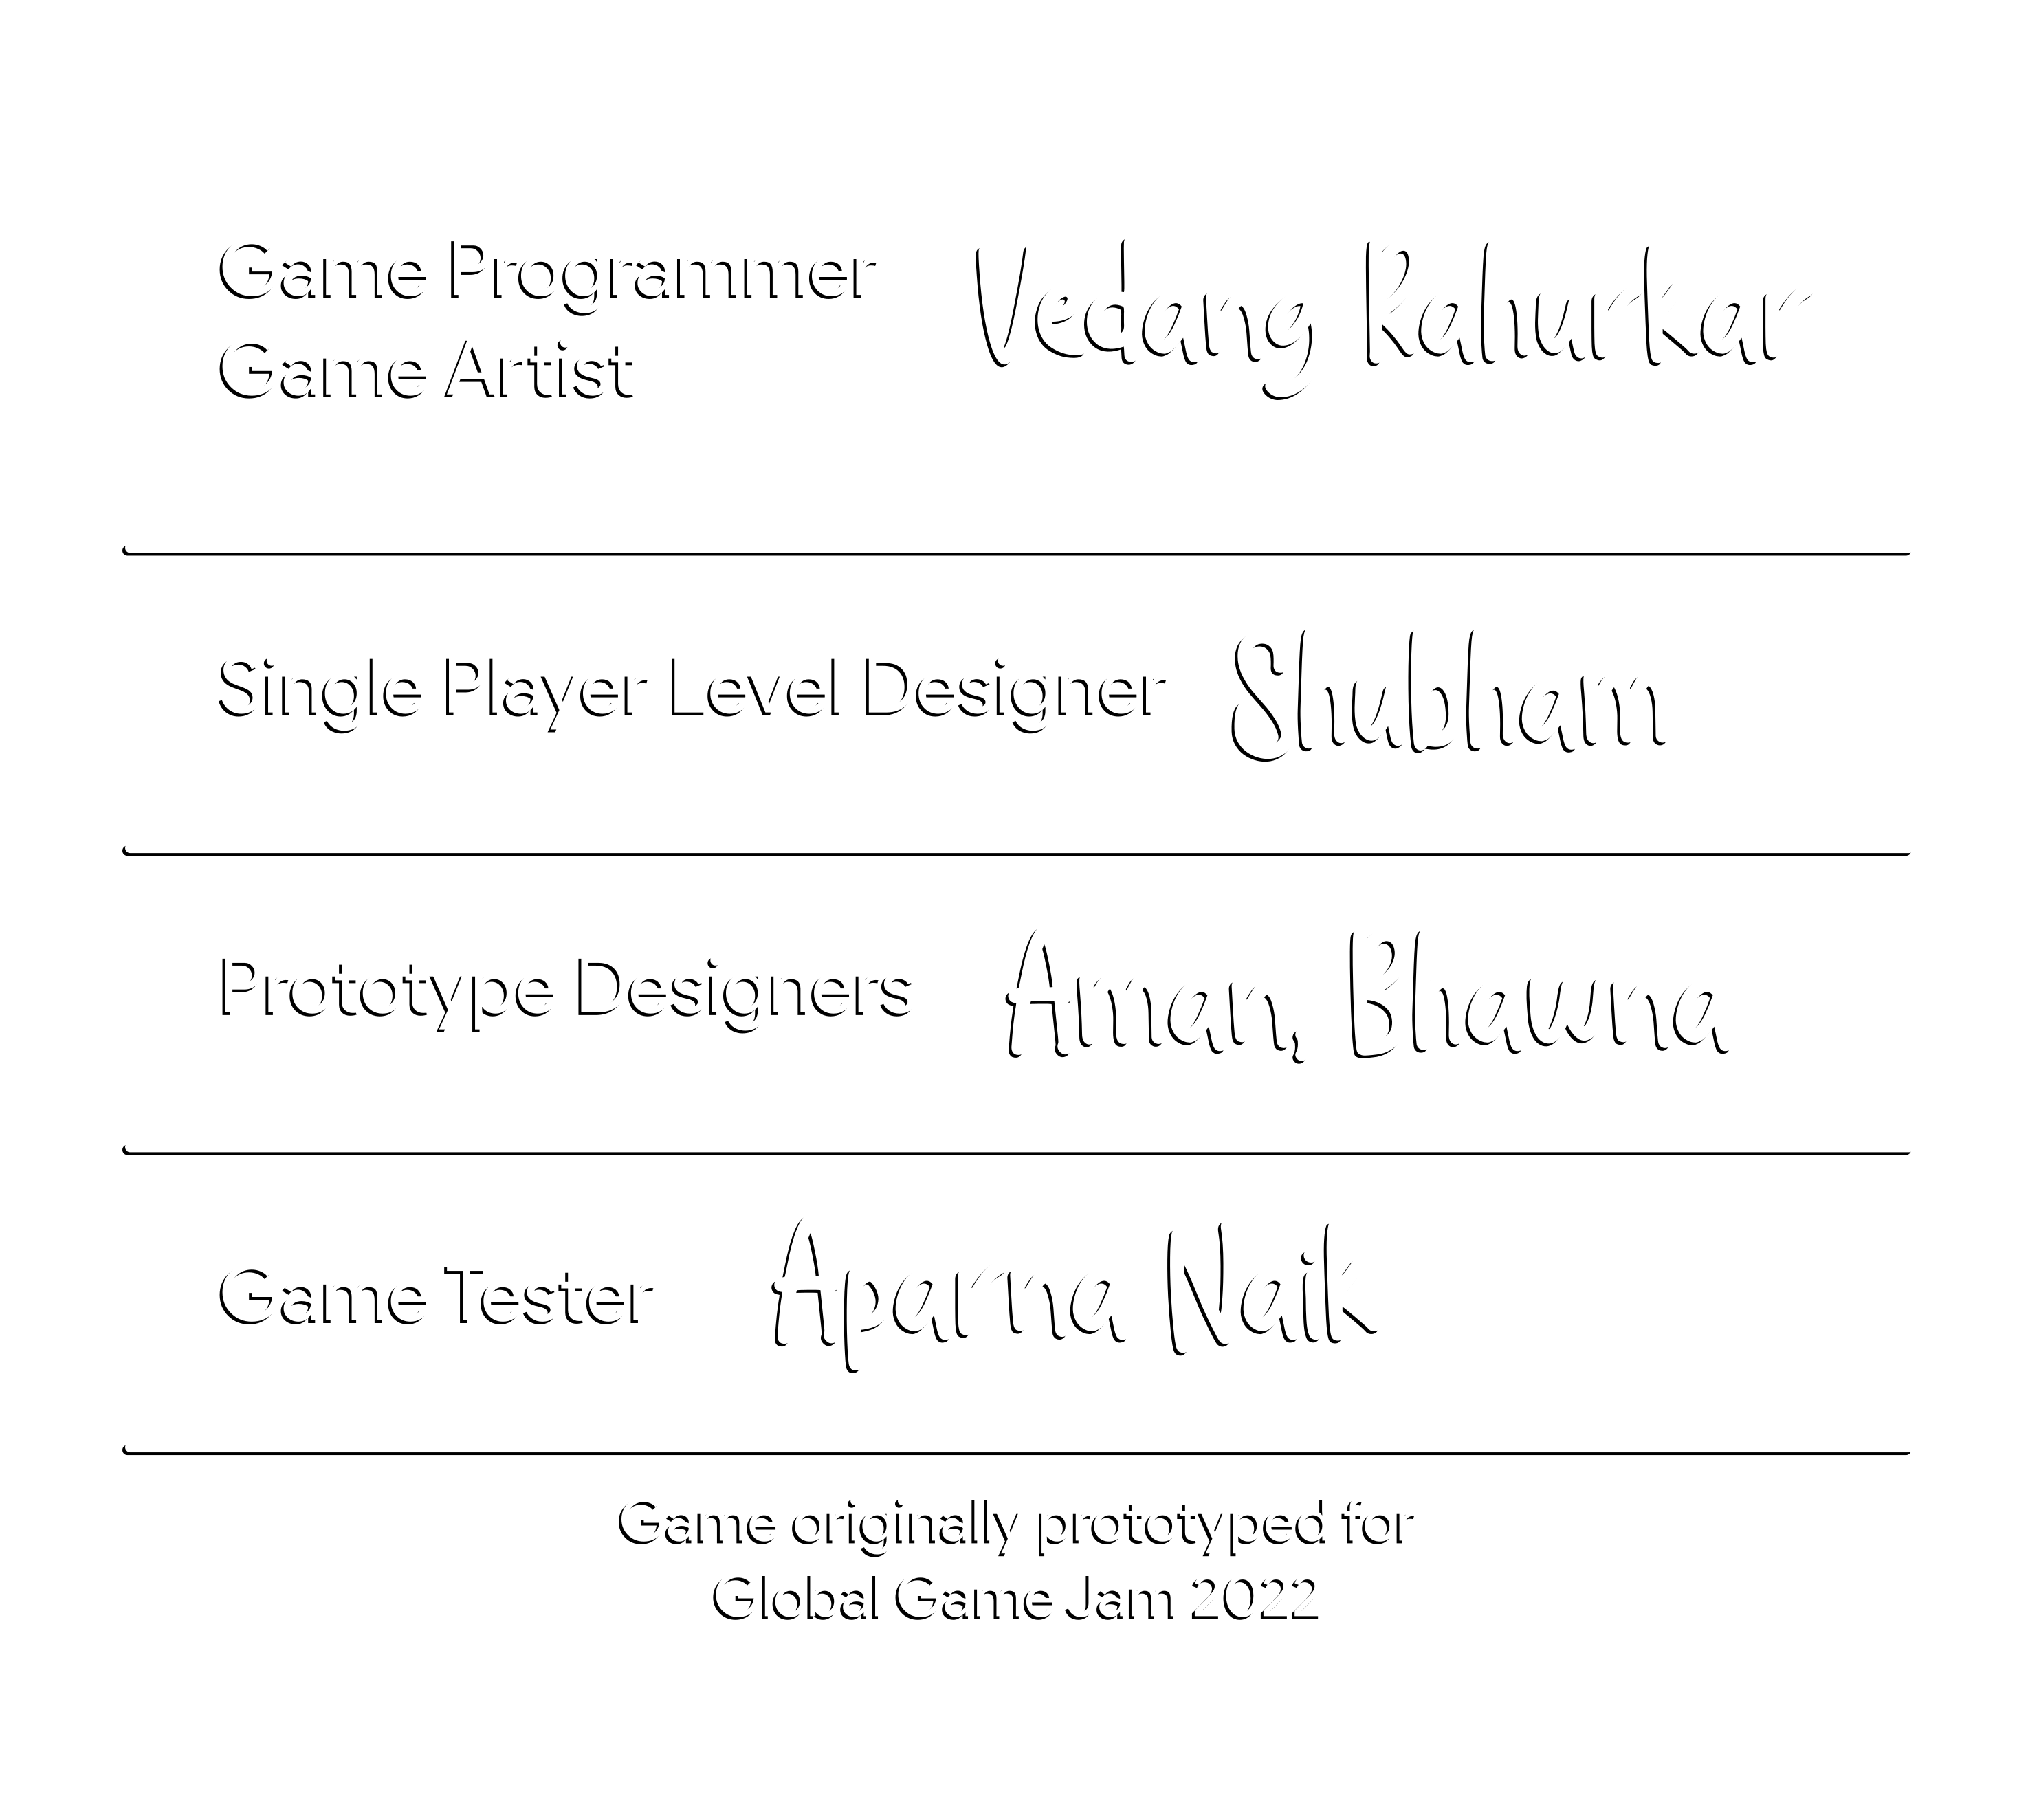 Game Programmer
Game Artist
Vedang Rahurkar
Single Player Level Designer Shubham
Prototype Designers Aman, Bhawna
Game Tester Aparna Naik
Game originally prototyped for
Global Game Jam 2022